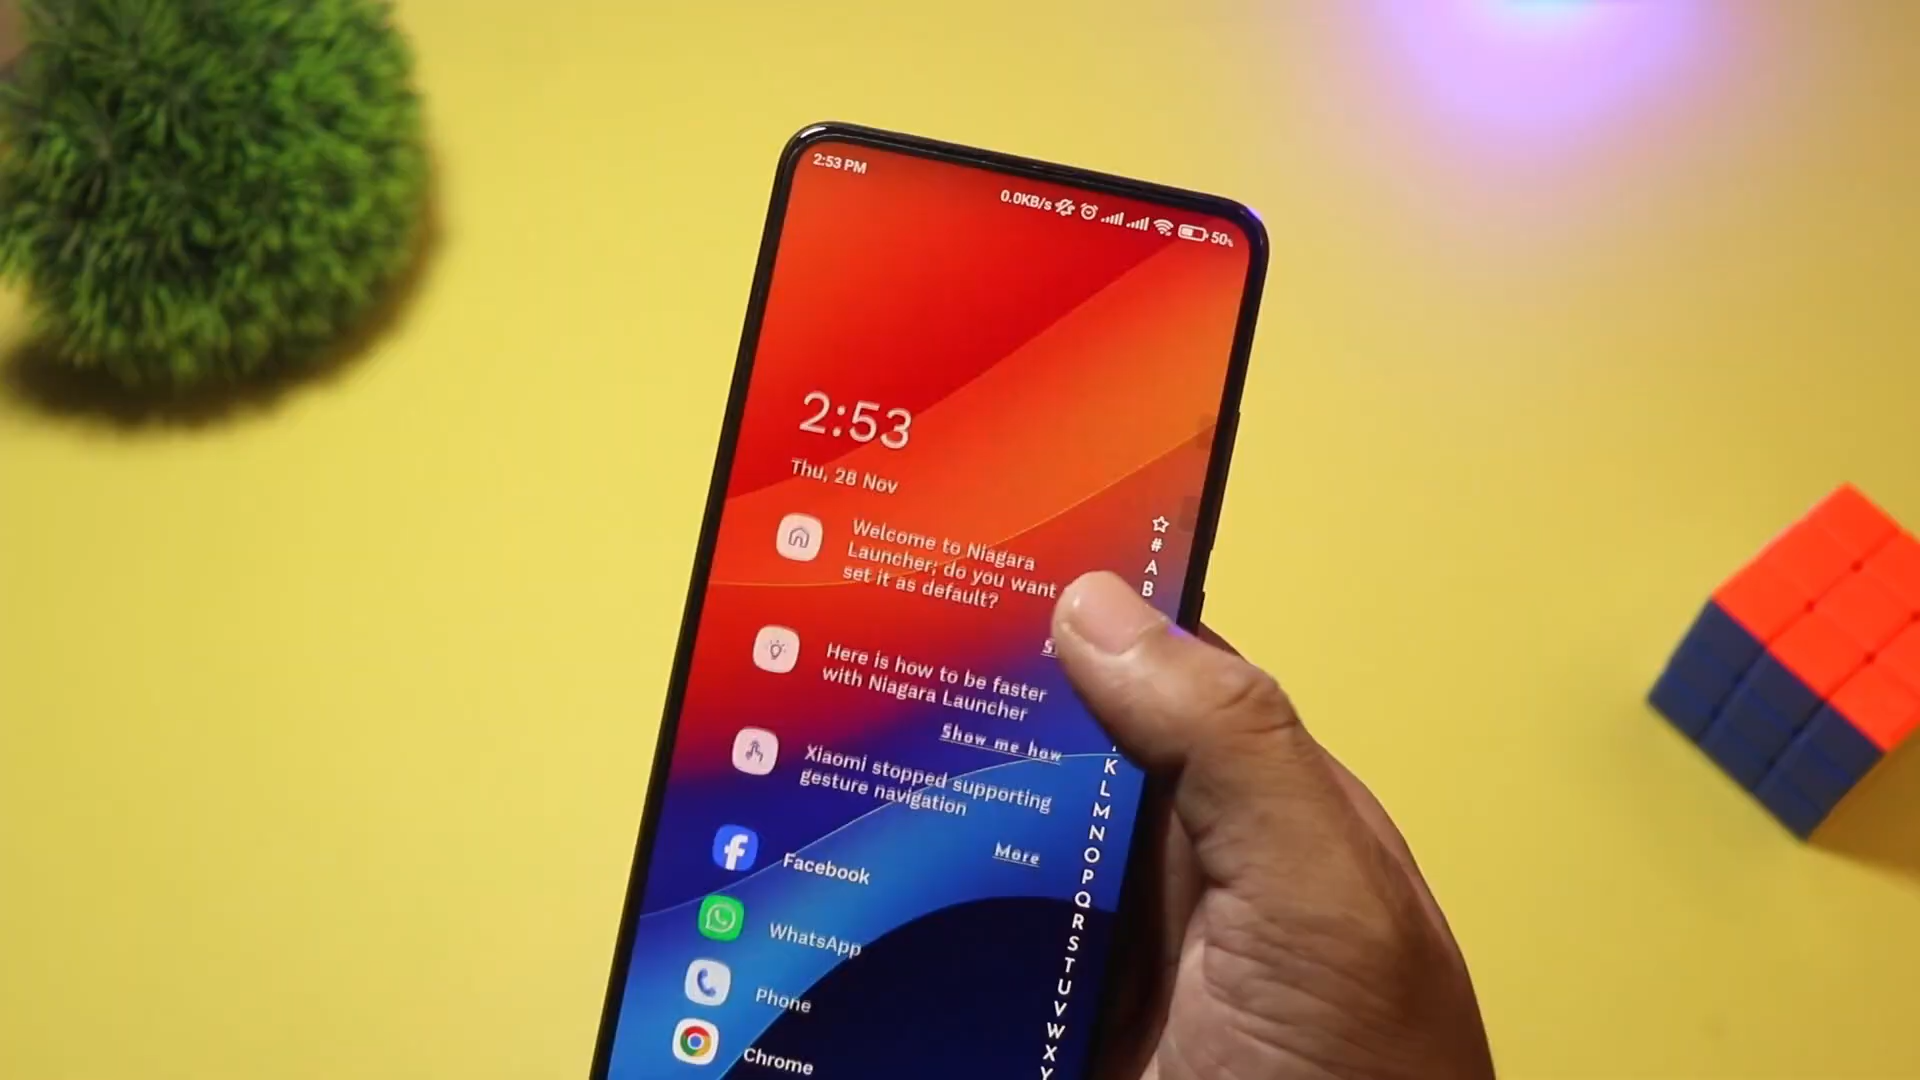 2:53 PM
0.0KB/s 50%
2:53
Thu, 28 Nov
Welcome to Niagara
Launcher; do you want
set it as default?
Here is how to be faster
with Niagara Launcher
Show me how
Xiaomi stopped supporting
gesture navigation
More
Facebook
WhatsApp
Phone
Chrome
#
A
B
K
L
M
N
O
P
Q
R
S
T
U
V
W
X
Y